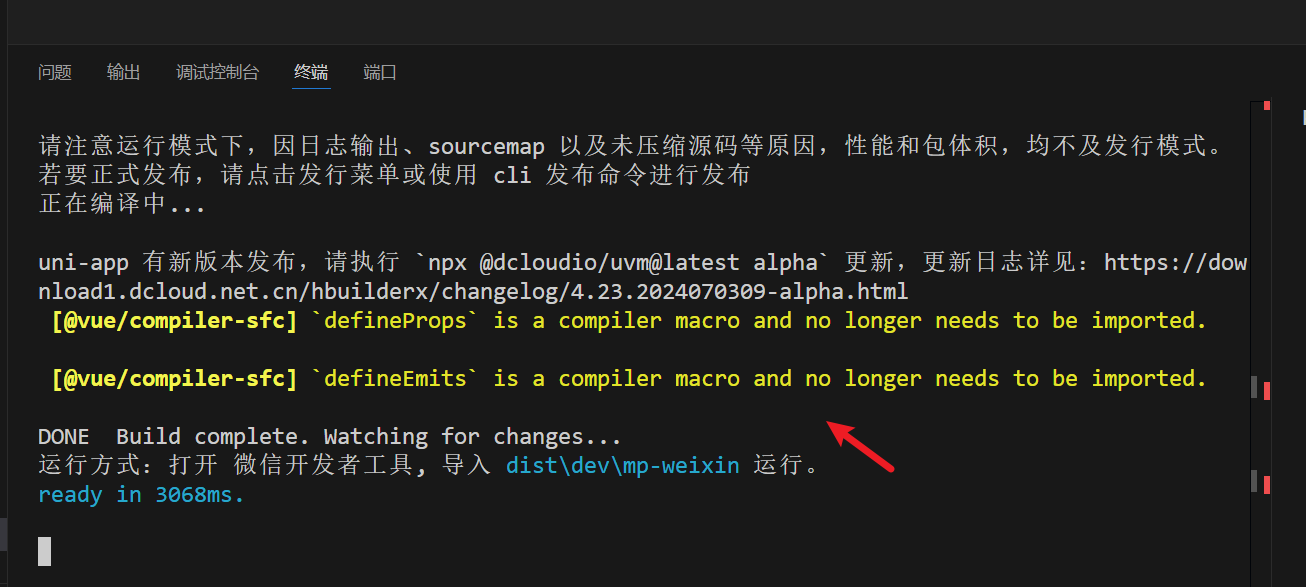 问题 输出 调试控制台 终端 端口
请注意运行模式下，因日志输出、sourcemap 以及未压缩源码等原因，性能和包体积，均不及发行模式。
若要正式发布，请点击发行菜单或使用 cli 发布命令进行发布
正在编译中...
uni-app 有新版本发布，请执行 `npx @dcloudio/uvm@latest alpha` 更新，更新日志详见：https://dow
nload1.dcloud.net.cn/hbuilderx/changelog/4.23.2024070309-alpha.html
[@vue/compiler-sfc] `defineProps` is a compiler macro and no longer needs to be imported.
[@vue/compiler-sfc] `defineEmits` is a compiler macro and no longer needs to be imported.
DONE  Build complete. Watching for changes...
运行方式：打开 微信开发者工具, 导入 dist\dev\mp-weixin 运行。
ready in 3068ms.